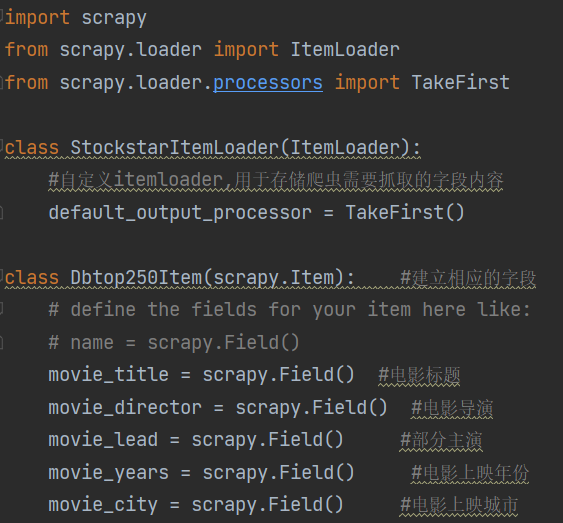 import scrapy
from scrapy.loader import ItemLoader
from scrapy.loader.processors import TakeFirst
class StockstarItemLoader(ItemLoader):
#自定义itemloader,用于存储爬虫需要抓取的字段内容
default_output_processor = TakeFirst()
class Dbtop250Item(scrapy.Item): #建立相应的字段
# define the fields for your item here like:
# name = scrapy.Field()
movie_title = scrapy.Field() #电影标题
movie_director = scrapy.Field() #电影导演
movie_lead = scrapy.Field() #部分主演
movie_years = scrapy.Field() #电影上映年份
movie_city = scrapy.Field() #电影上映城市